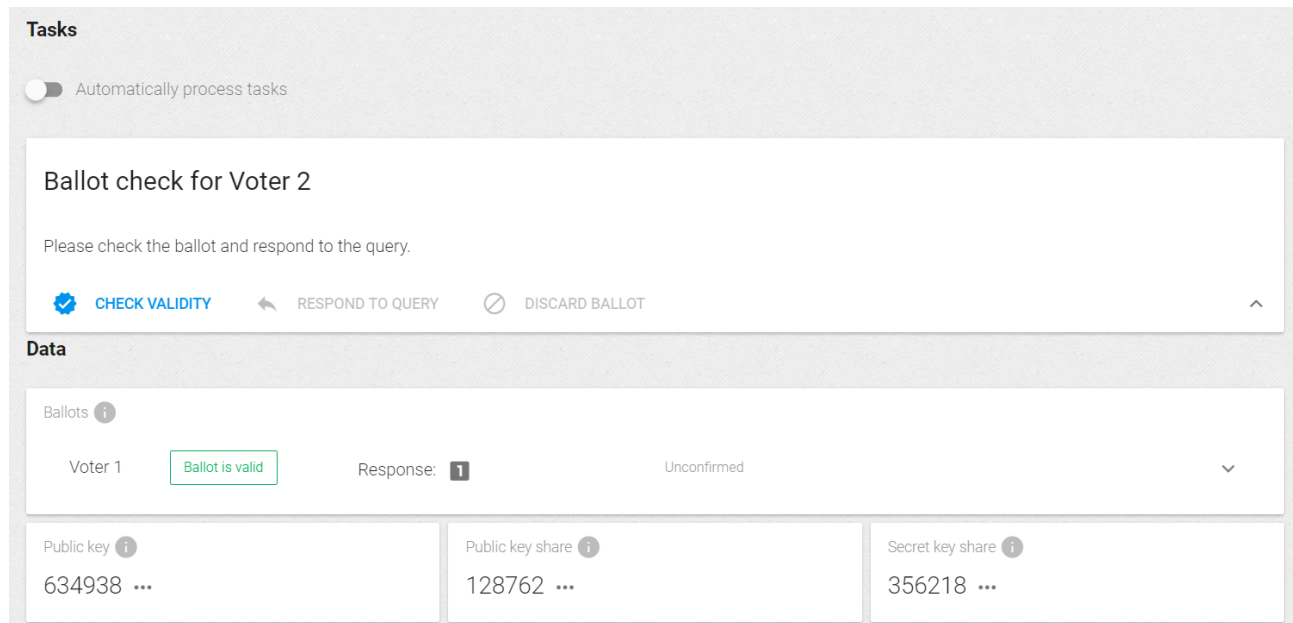 Tasks
Automatically process tasks
Ballot check for Voter 2
Please check the ballot and respond to the query.
CHECK VALIDITY RESPOND TO QUERY DISCARD BALLOT
Data
Ballots i
Voter 1 Ballot is valid Response: 1 Unconfirmed
Public key i Public key share i Secret key share i
634938 ... 128762 ... 356218 ...